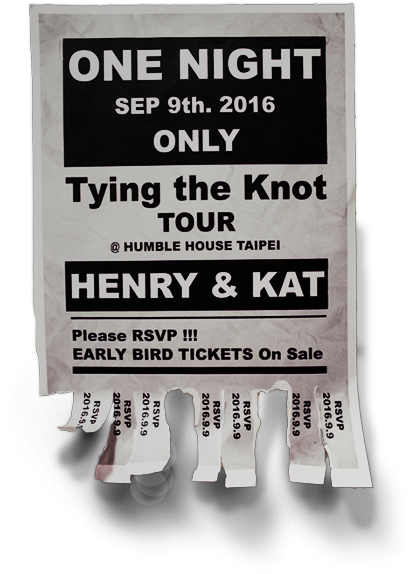 ONE NIGHT
SEP 9th. 2016
ONLY
Tying the Knot
TOUR
@ HUMBLE HOUSE TAIPEI
HENRY & KAT
Please RSVP !!!
EARLY BIRD TICKETS On Sale
RSVP
2016.9.9
RSVP
2016.9.9
2016.9.9
RSVP
2016.9.9
2016.9.9
RSVP
2016.9.9
RSVP
2016.9.9